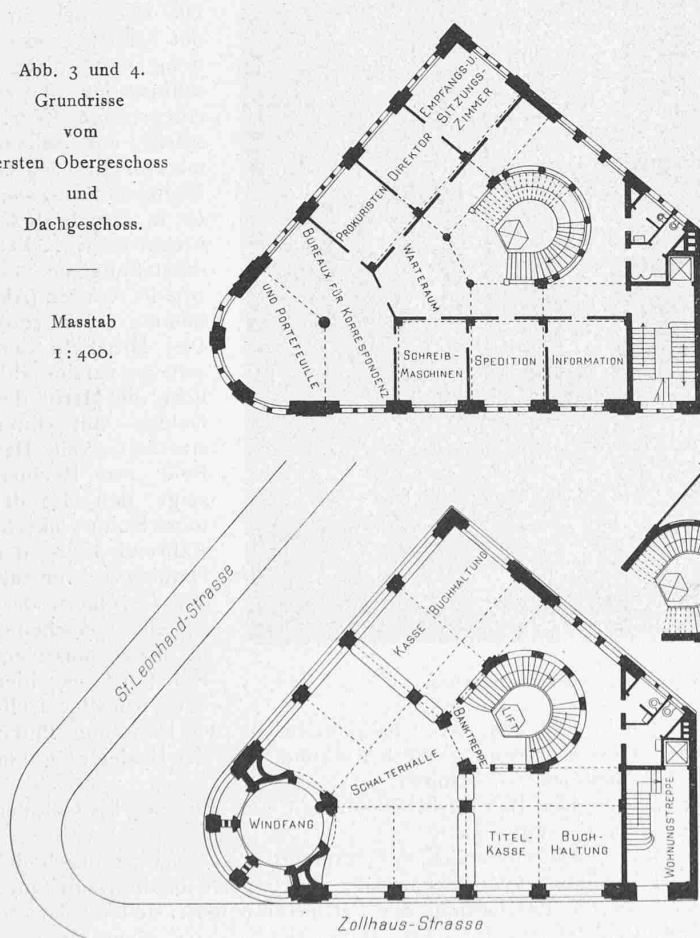 Abb. 3 und 4.
Grundrisse
vom
ersten Obergeschoss
und
Dachgeschoss.
Masstab
1 : 400.
EMPFANGS-U.
SITZUNGS-
ZIMMER
DIREKTOR
PROKURISTEN
WARTERAUM
BUREAUX FÜR KORRESPONDENZ
UND PORTEFEUILLE
SCHREIB-
MASCHINEN
SPEDITION
INFORMATION
St. Leonhard-Strasse
KASSE
BUCHHALTUNG
BANKTREPPE
LIFT
SCHALTERHALLE
WINDFANG
TITEL-
KASSE
BUCH-
HALTUNG
WOHNUNGSTREPPE
Zollhaus-Strasse